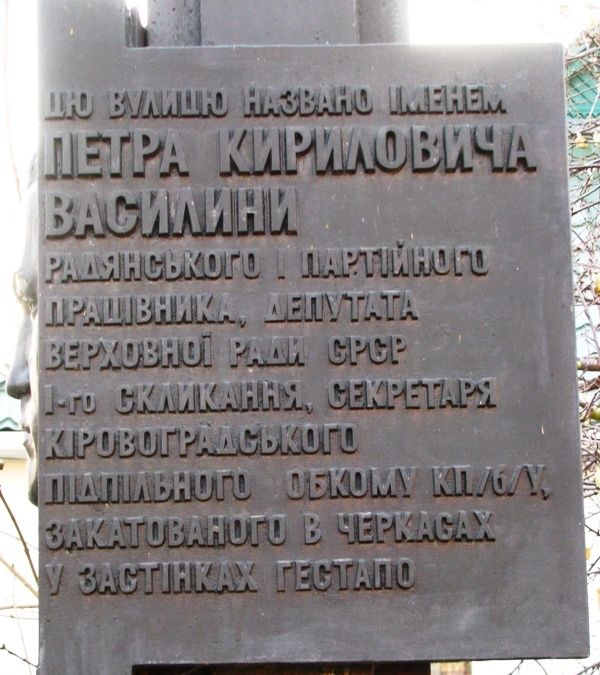 ЦЮ ВУЛИЦЮ НАЗВАНО ІМЕНЕМ
ПЕТРА КИРИЛОВИЧА
ВАСИЛИНИ
РАДЯНСЬКОГО І ПАРТІЙНОГО
ПРАЦІВНИКА, ДЕПУТАТА
ВЕРХОВНОЇ РАДИ СРСР
І-го СКЛИКАННЯ, СЕКРЕТАРЯ
КІРОВОГРАДСЬКОГО
ПІДПІЛЬНОГО ОБКОМУ КП/б/У,
ЗАКАТОВАНОГО В ЧЕРКАСАХ
У ЗАСТІНКАХ ГЕСТАПО